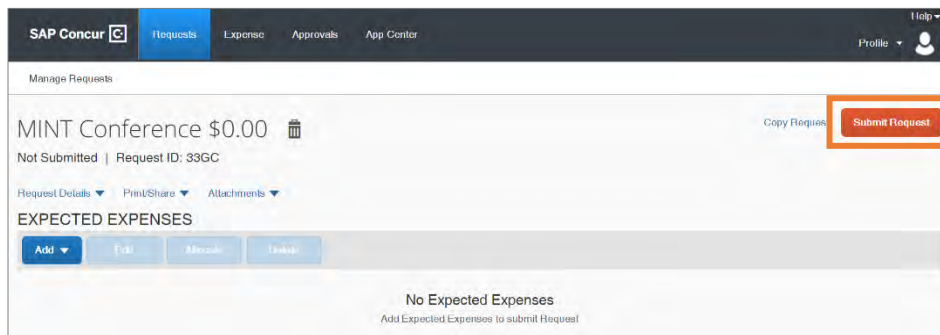 Help
SAP Concur C Requests Expense Approvals App Center
Profile
Manage Requests
MINT Conference $0.00
Copy Request Submit Request
Not Submitted | Request ID: 33GC
Request Details Print/Share Attachments
EXPECTED EXPENSES
Add Edit Allocate Delete
No Expected Expenses
Add Expected Expenses to submit Request